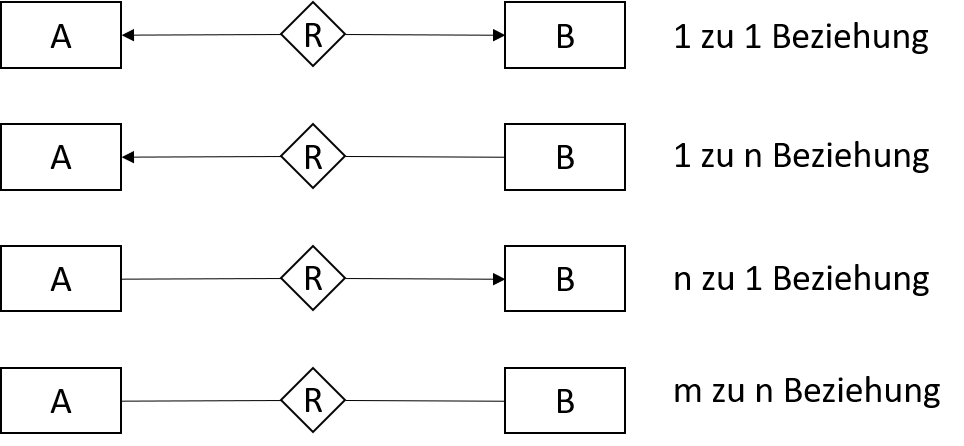 A R B 1 zu 1 Beziehung
A R B 1 zu n Beziehung
A R B n zu 1 Beziehung
A R B m zu n Beziehung